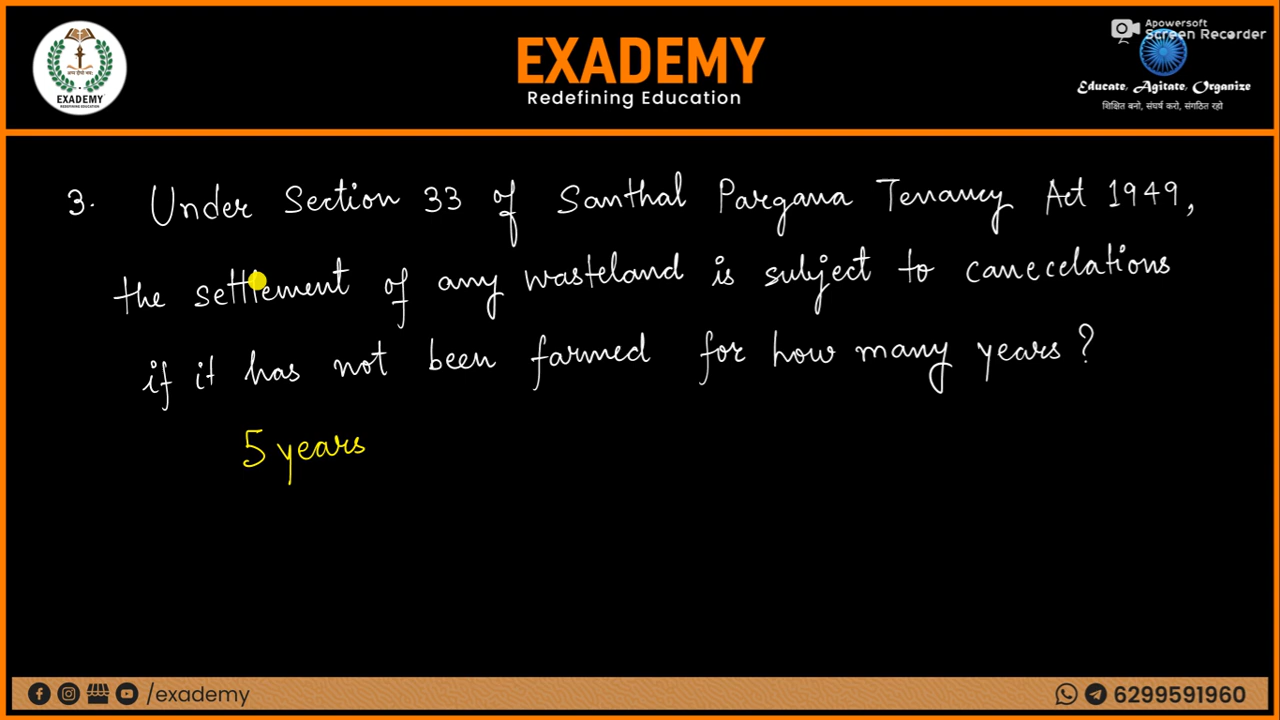 EXADEMY
Redefining Education
EXADEMY
REDEFINING EDUCATION
Apowersoft
Screen Recorder
Educate, Agitate, Organize
शिक्षित बनो, संघर्ष करो, संगठित रहो
3. Under Section 33 of Santhal Pargana Tenancy Act 1949,
the settlement of any wasteland is subject to canecelations
if it has not been farmed for how many years?
5 years
/exademy
6299591960